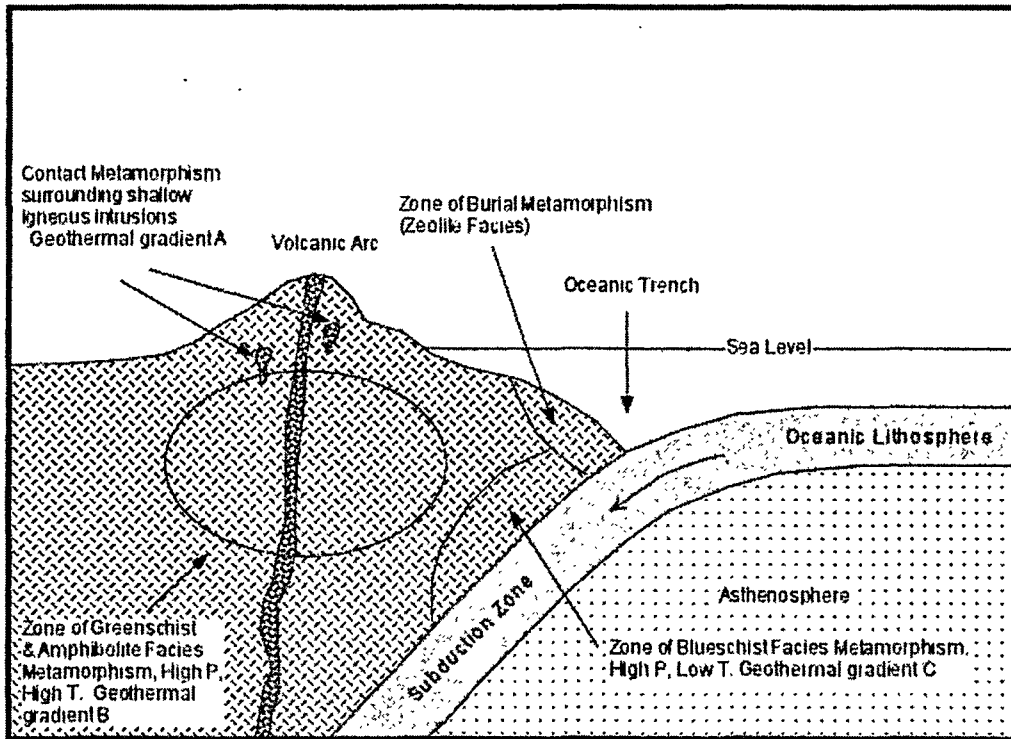 Contact Metamorphism
surrounding shallow
igneous intrusions
Geothermal gradient A
Volcanic Arc
Zone of Burial Metamorphism
(Zeolite Facies)
Oceanic Trench
Sea Level
Oceanic Lithosphere
Subduction Zone
Asthenosphere
Zone of Greenschist
& Amphibolite Facies
Metamorphism, High P,
High T. Geothermal
gradient B
Zone of Blueschist Facies Metamorphism,
High P, Low T. Geothermal gradient C